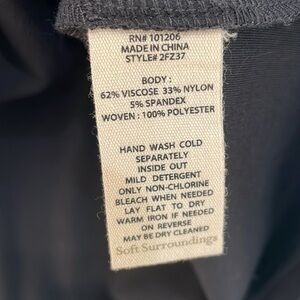 RN# 101206
MADE IN CHINA
STYLE# 2FZ37
BODY :
62% VISCOSE 33% NYLON
5% SPANDEX
WOVEN : 100% POLYESTER
HAND WASH COLD
SEPARATELY
INSIDE OUT
MILD DETERGENT
ONLY NON-CHLORINE
BLEACH WHEN NEEDED
LAY FLAT TO DRY
WARM IRON IF NEEDED
ON REVERSE
MAY BE DRY CLEANED
Soft Surroundings